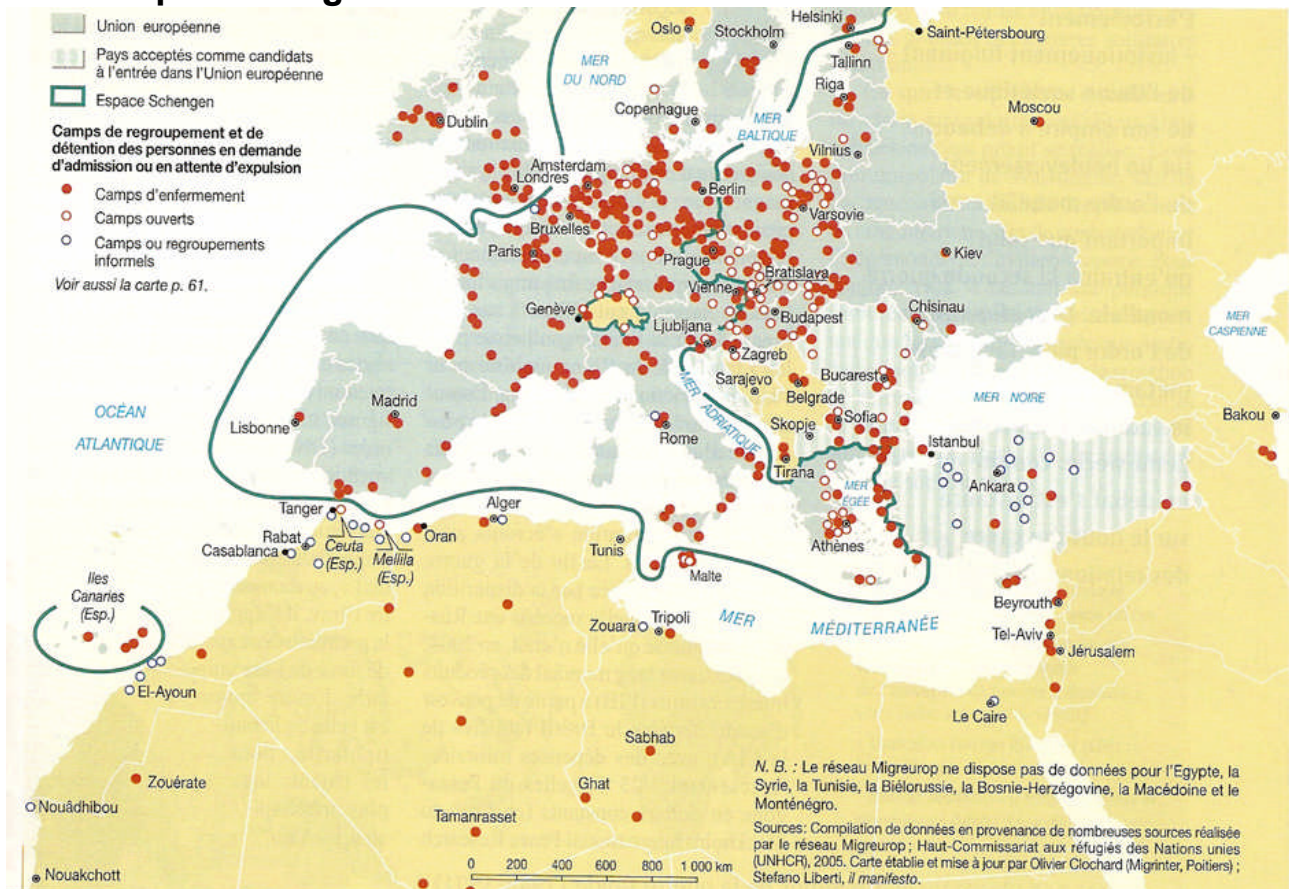 Union européenne
Pays acceptés comme candidats
à l'entrée dans l'Union européenne
Espace Schengen
Camps de regroupement et de
détention des personnes en demande
d'admission ou en attente d'expulsion
Camps d'enfermement
Camps ouverts
Camps ou regroupements
informels
Voir aussi la carte p. 61.
Oslo
Stockholm
Helsinki
Saint-Pétersbourg
Tallinn
MER
DU NORD
Riga
Copenhague
MER
BALTIQUE
Moscou
Dublin
Vilnius
Amsterdam
Londres
Berlin
Varsovie
Bruxelles
Paris
Prague
Kiev
Bratislava
Vienne
Genève
Budapest
Chisinau
Ljubljana
Zagreb
MER
CASPIENNE
Sarajevo
Bucarest
Belgrade
MER NOIRE
OCÉAN
ATLANTIQUE
Madrid
Lisbonne
MER ADRIATIQUE
Rome
Skopje
Sofia
Istanbul
Bakou
Tirana
Ankara
MER
ÉGÉE
Athènes
Tanger
Alger
Rabat
Casablanca
Ceuta
(Esp.)
Mellila
(Esp.)
Oran
Tunis
Malte
Iles
Canaries
(Esp.)
Beyrouth
Zouara
Tripoli
MER MÉDITERRANÉE
Tel-Aviv
Jérusalem
El-Ayoun
Le Caire
Sabhab
Zouérate
Ghat
Nouâdhibou
Tamanrasset
Nouakchott
0 200 400 600 800 1000 km
N. B. : Le réseau Migreurop ne dispose pas de données pour l'Egypte, la
Syrie, la Tunisie, la Biélorussie, la Bosnie-Herzégovine, la Macédoine et le
Monténégro.
Sources: Compilation de données en provenance de nombreuses sources réalisée
par le réseau Migreurop ; Haut-Commissariat aux réfugiés des Nations unies
(UNHCR), 2005. Carte établie et mise à jour par Olivier Clochard (Migrinter, Poitiers) ;
Stefano Liberti, il manifesto.